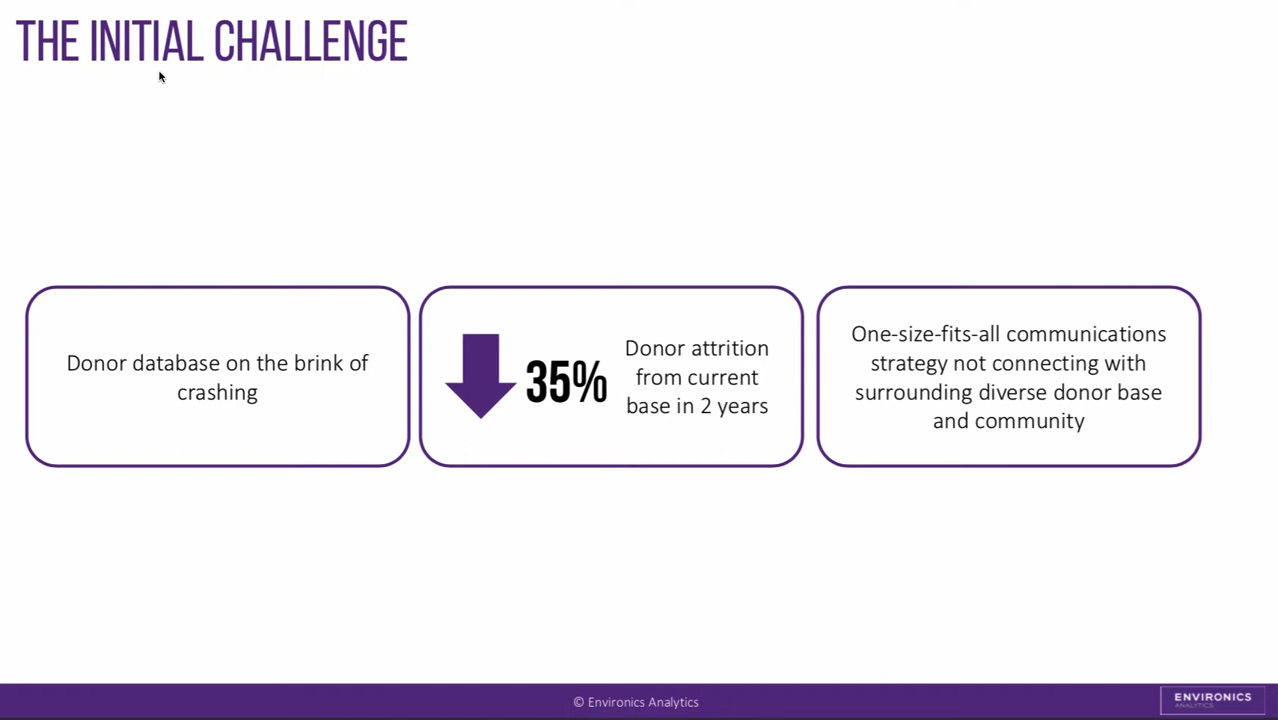 THE INITIAL CHALLENGE
Donor database on the brink of
crashing
35%
Donor attrition
from current
base in 2 years
One-size-fits-all communications
strategy not connecting with
surrounding diverse donor base
and community
© Environics Analytics
ENVIRONICS
ANALYTICS